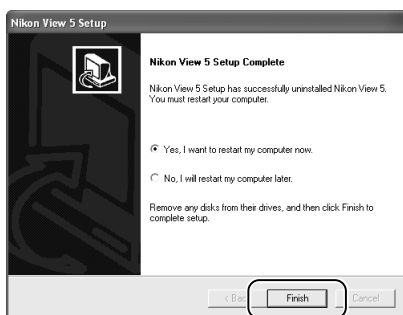 Nikon View 5 Setup
Nikon View 5 Setup Complete
Nikon View 5 Setup has successfully uninstalled Nikon View 5.
You must restart your computer.
Yes, I want to restart my computer now.
No, I will restart my computer later.
Remove any disks from their drives, and then click Finish to
complete setup.
< Bac Finish Cancel